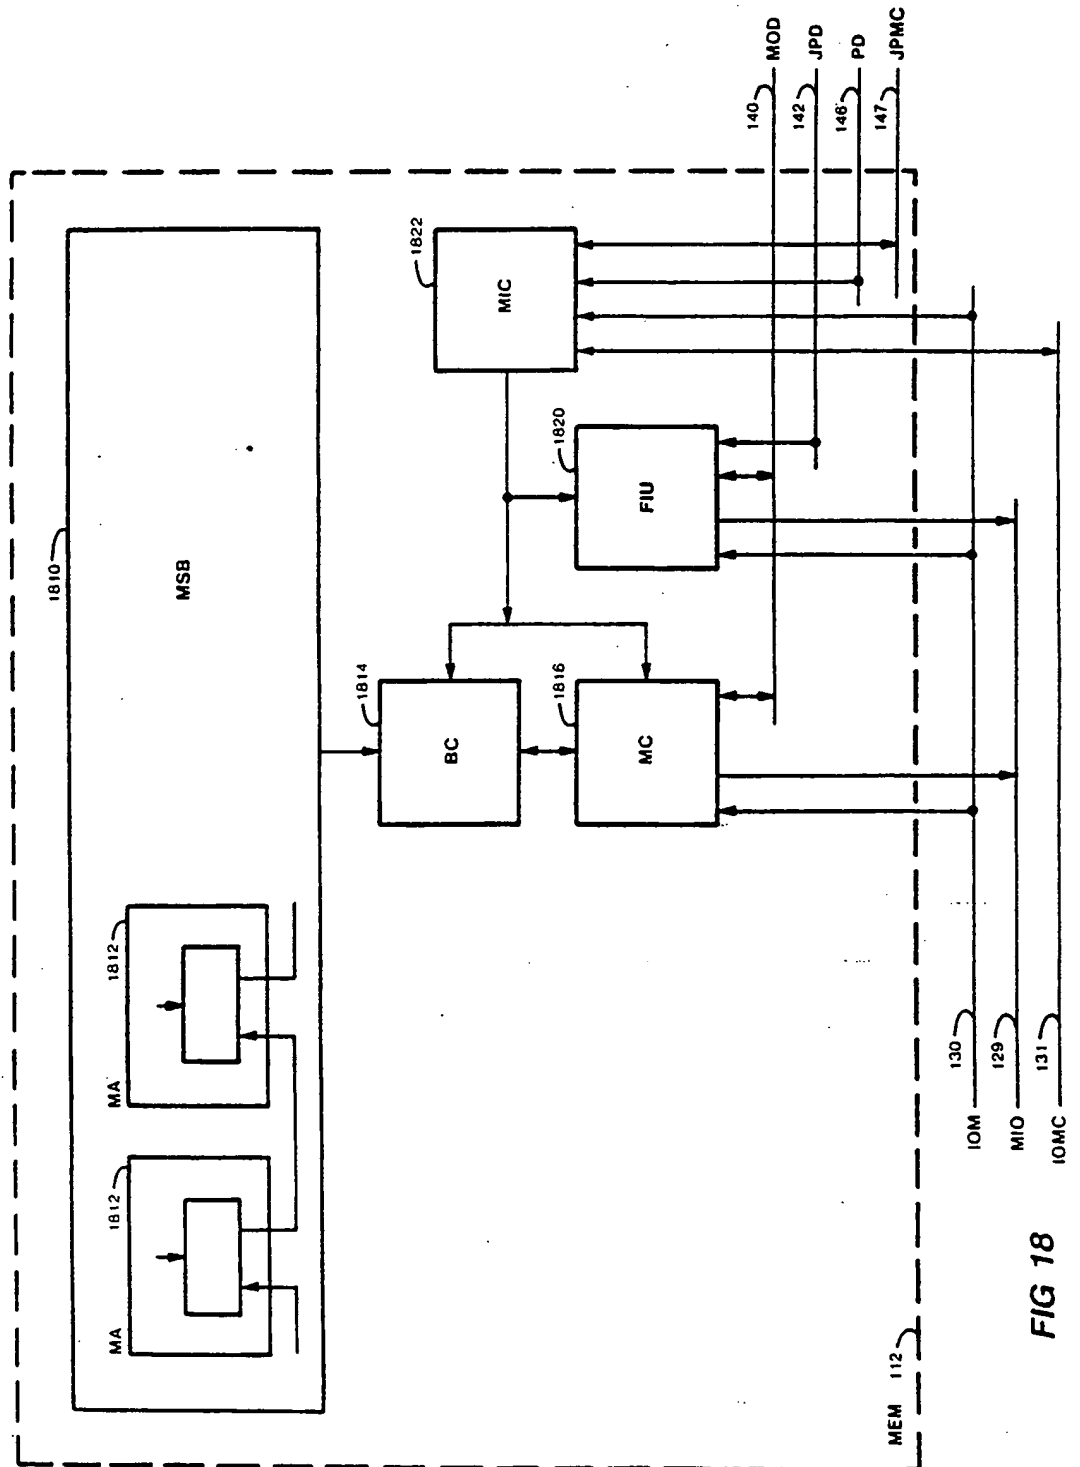 1810
MSB
MA
1812
MA
1812
1814
BC
1816
MC
1820
FIU
1822
MIC
140
MOD
142
JPD
146
PD
147
JPMC
IOM
130
MIO
129
IOMC
131
MEM 112
FIG 18